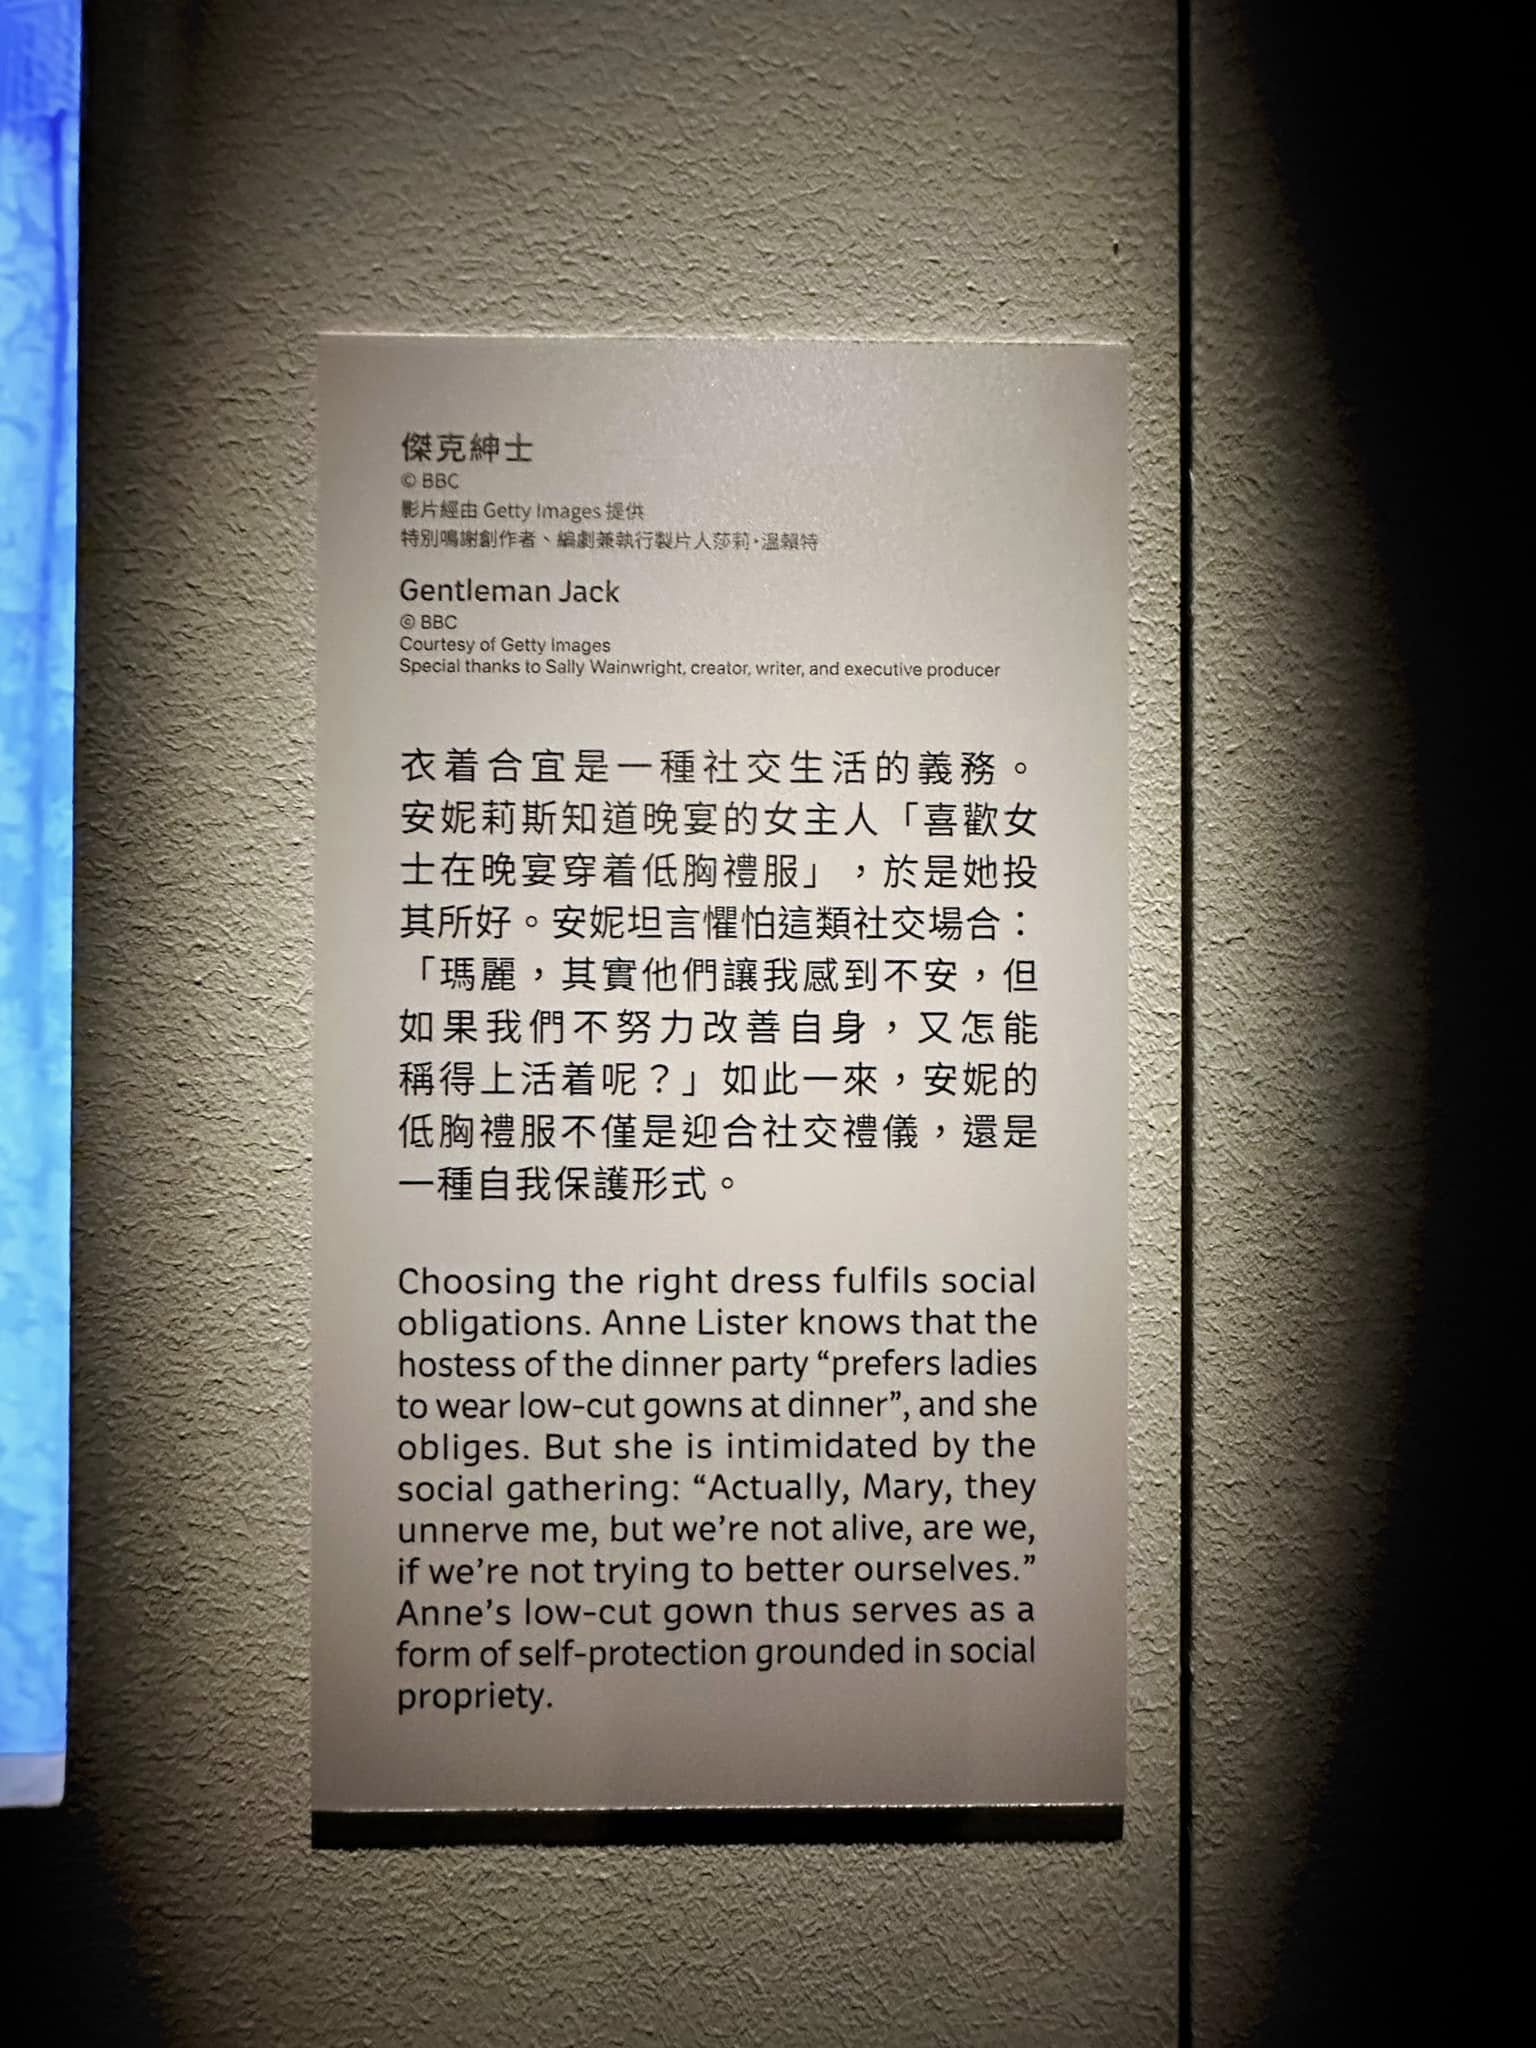 傑克紳士
© BBC
影片經由 Getty Images 提供
特別鳴謝創作者、編劇兼執行製片人莎莉·溫賴特
Gentleman Jack
© BBC
Courtesy of Getty Images
Special thanks to Sally Wainwright, creator, writer, and executive producer
衣着合宜是一種社交生活的義務。
安妮莉斯知道晚宴的女主人「喜歡女
士在晚宴穿着低胸禮服」，於是她投
其所好。安妮坦言懼怕這類社交場合：
「瑪麗，其實他們讓我感到不安，但
如果我們不努力改善自身，又怎能
稱得上活着呢？」如此一來，安妮的
低胸禮服不僅是迎合社交禮儀，還是
一種自我保護形式。
Choosing the right dress fulfils social
obligations. Anne Lister knows that the
hostess of the dinner party “prefers ladies
to wear low-cut gowns at dinner”, and she
obliges. But she is intimidated by the
social gathering: “Actually, Mary, they
unnerve me, but we’re not alive, are we,
if we’re not trying to better ourselves.”
Anne’s low-cut gown thus serves as a
form of self-protection grounded in social
propriety.